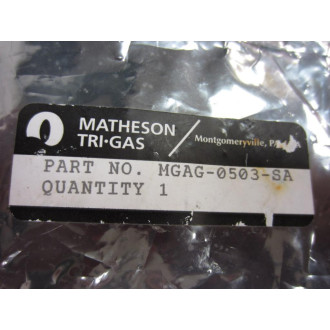 MATHESON
TRI·GAS
Montgomeryville, PA
PART NO. MGAG-0503-SA
QUANTITY 1